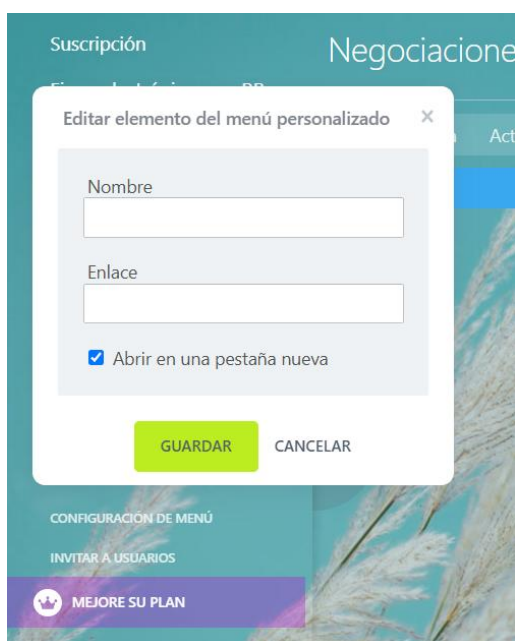 Suscripción
Negociacione
Editar elemento del menú personalizado
Act
Nombre
Enlace
Abrir en una pestaña nueva
GUARDAR
CANCELAR
CONFIGURACIÓN DE MENÚ
INVITAR A USUARIOS
MEJORE SU PLAN